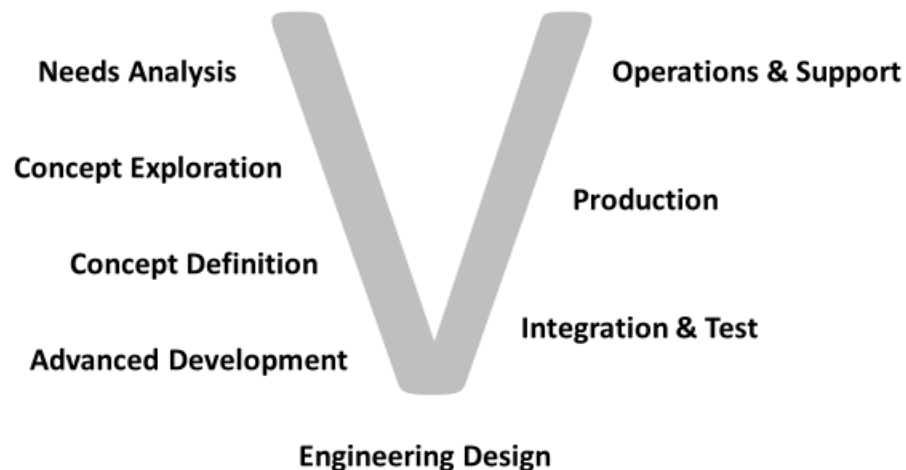 Needs Analysis
Concept Exploration
Concept Definition
Advanced Development
Engineering Design
Integration & Test
Production
Operations & Support